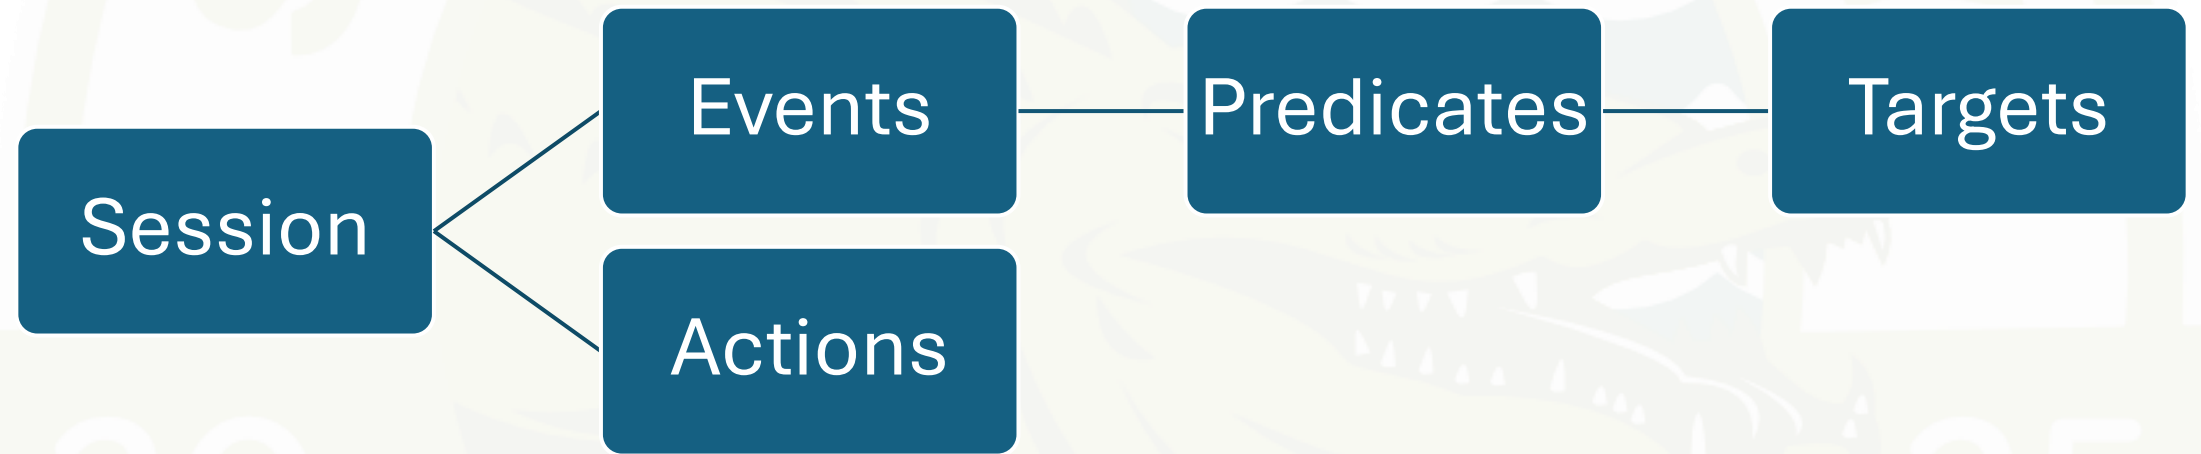 Session
Events
Predicates
Targets
Actions